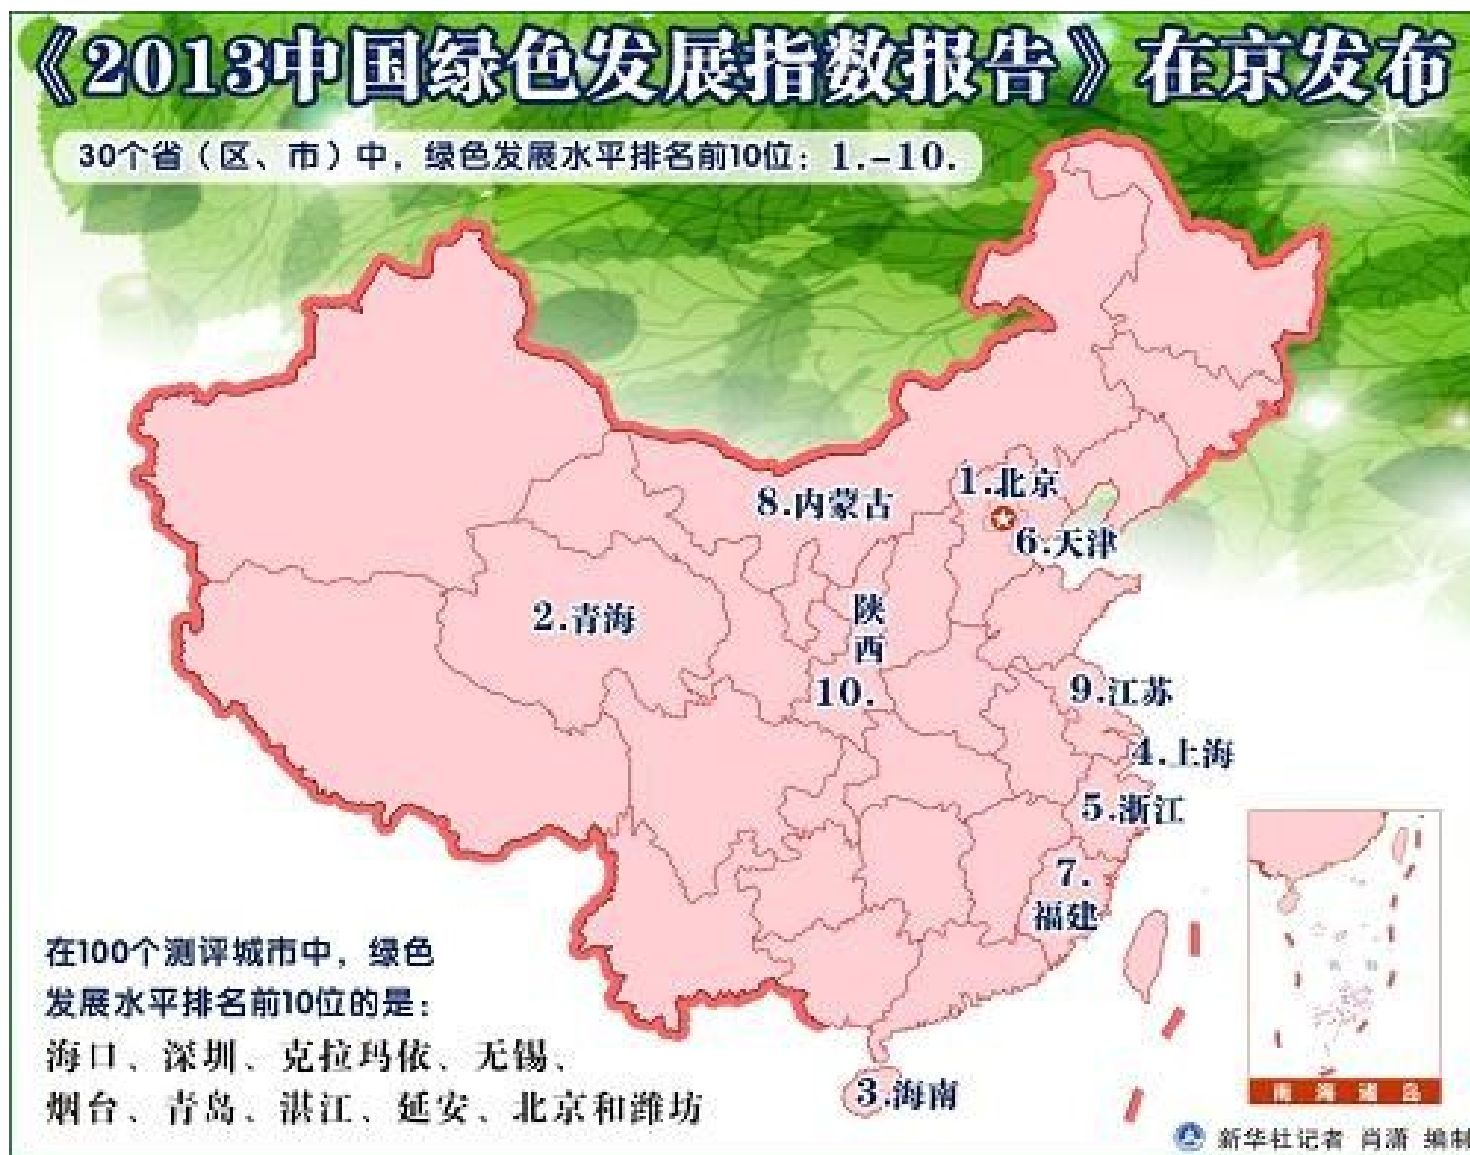 《2013中国绿色发展指数报告》在京发布
30个省（区、市）中，绿色发展水平排名前10位：1.-10.
1.北京
8.内蒙古
6.天津
2.青海
陕
西
10.
9.江苏
4.上海
5.浙江
7.
福建
3.海南
在100个测评城市中，绿色
发展水平排名前10位的是：
海口、深圳、克拉玛依、无锡、
烟台、青岛、湛江、延安、北京和潍坊
南海诸岛
新华社记者 肖潇 编制